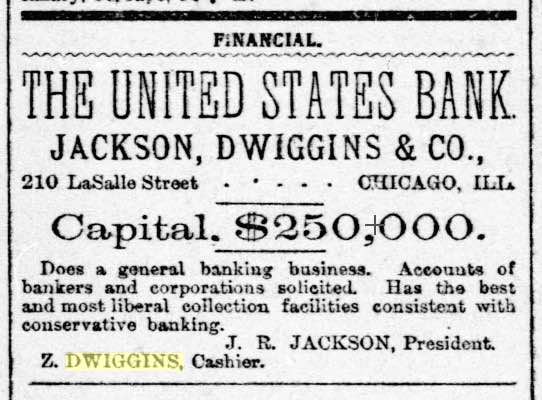 FINANCIAL.
THE UNITED STATES BANK.
JACKSON, DWIGGINS & CO.,
210 LaSalle Street - - - - - CHICAGO, ILL.
Capital. $250,000.
Does a general banking business. Accounts of
bankers and corporations solicited. Has the best
and most liberal collection facilities consistent with
conservative banking.
J. R. JACKSON, President.
Z. DWIGGINS, Cashier.